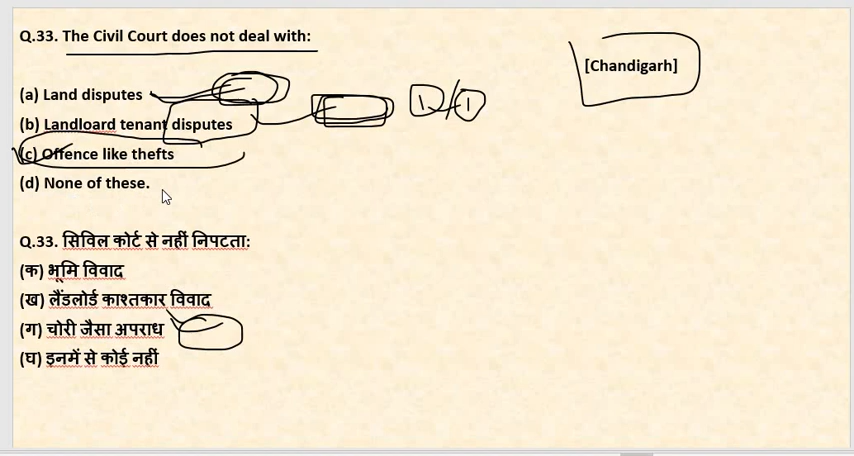 Q.33. The Civil Court does not deal with:
[Chandigarh]
(a) Land disputes
(b) Landloard tenant disputes
(c) Offence like thefts
(d) None of these.
Q.33. सिविल कोर्ट से नहीं निपटता:
(क) भूमि विवाद
(ख) लैंडलोर्ड काश्तकार विवाद
(ग) चोरी जैसा अपराध
(घ) इनमें से कोई नहीं